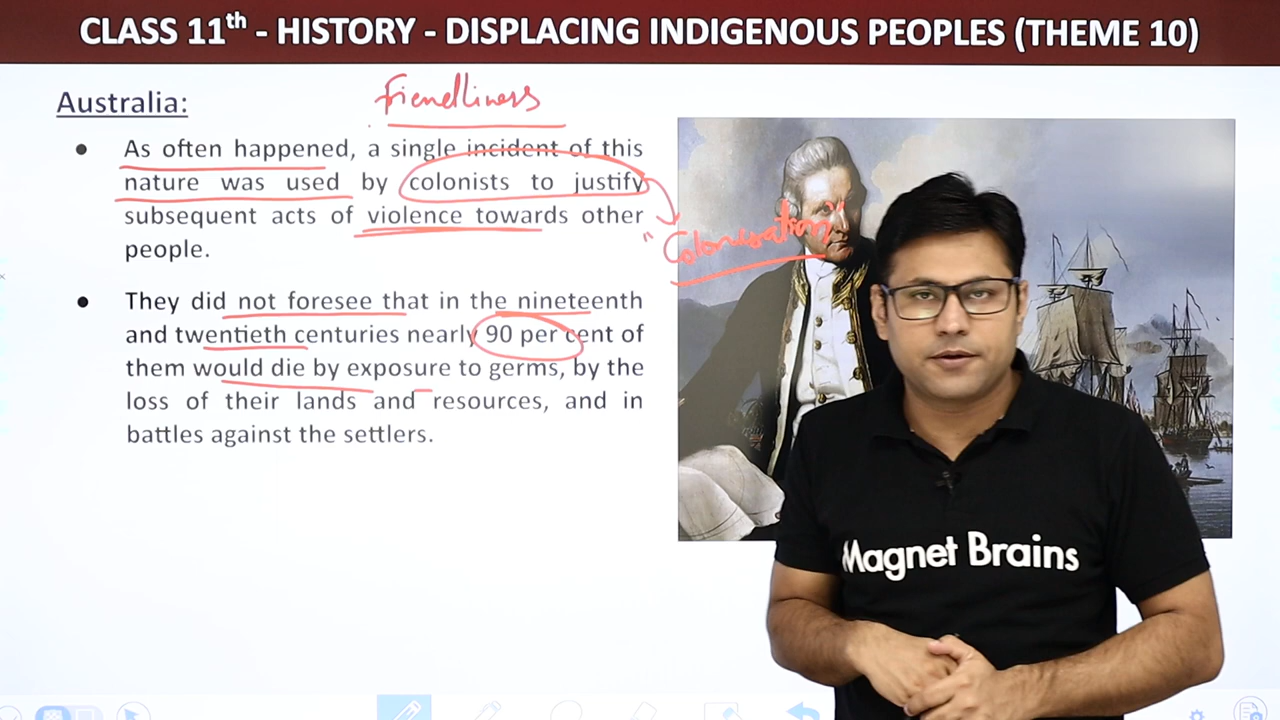 CLASS 11th - HISTORY - DISPLACING INDIGENOUS PEOPLES (THEME 10)
Australia:
friendliness
As often happened, a single incident of this
nature was used by colonists to justify
subsequent acts of violence towards other
people.
"Colonisation"
They did not foresee that in the nineteenth
and twentieth centuries nearly 90 per cent of
them would die by exposure to germs, by the
loss of their lands and resources, and in
battles against the settlers.
Magnet Brains